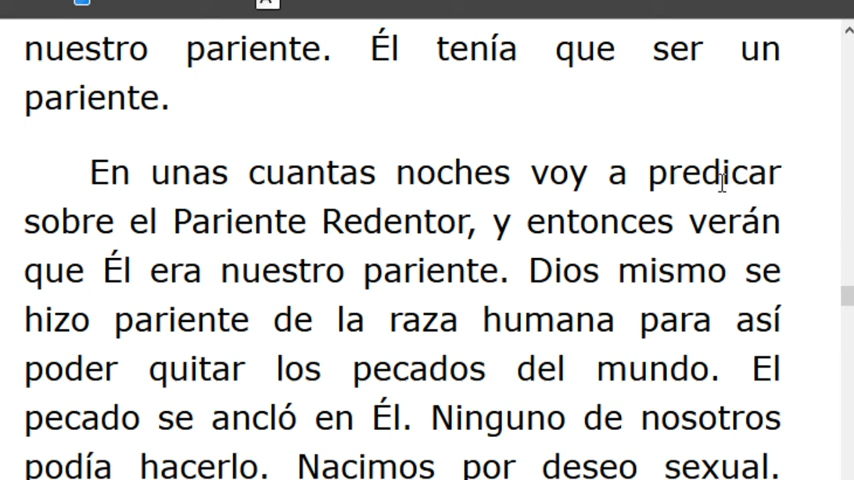 nuestro pariente. Él tenía que ser un
pariente.
En unas cuantas noches voy a predicar
sobre el Pariente Redentor, y entonces verán
que Él era nuestro pariente. Dios mismo se
hizo pariente de la raza humana para así
poder quitar los pecados del mundo. El
pecado se ancló en Él. Ninguno de nosotros
podía hacerlo. Nacimos por deseo sexual.